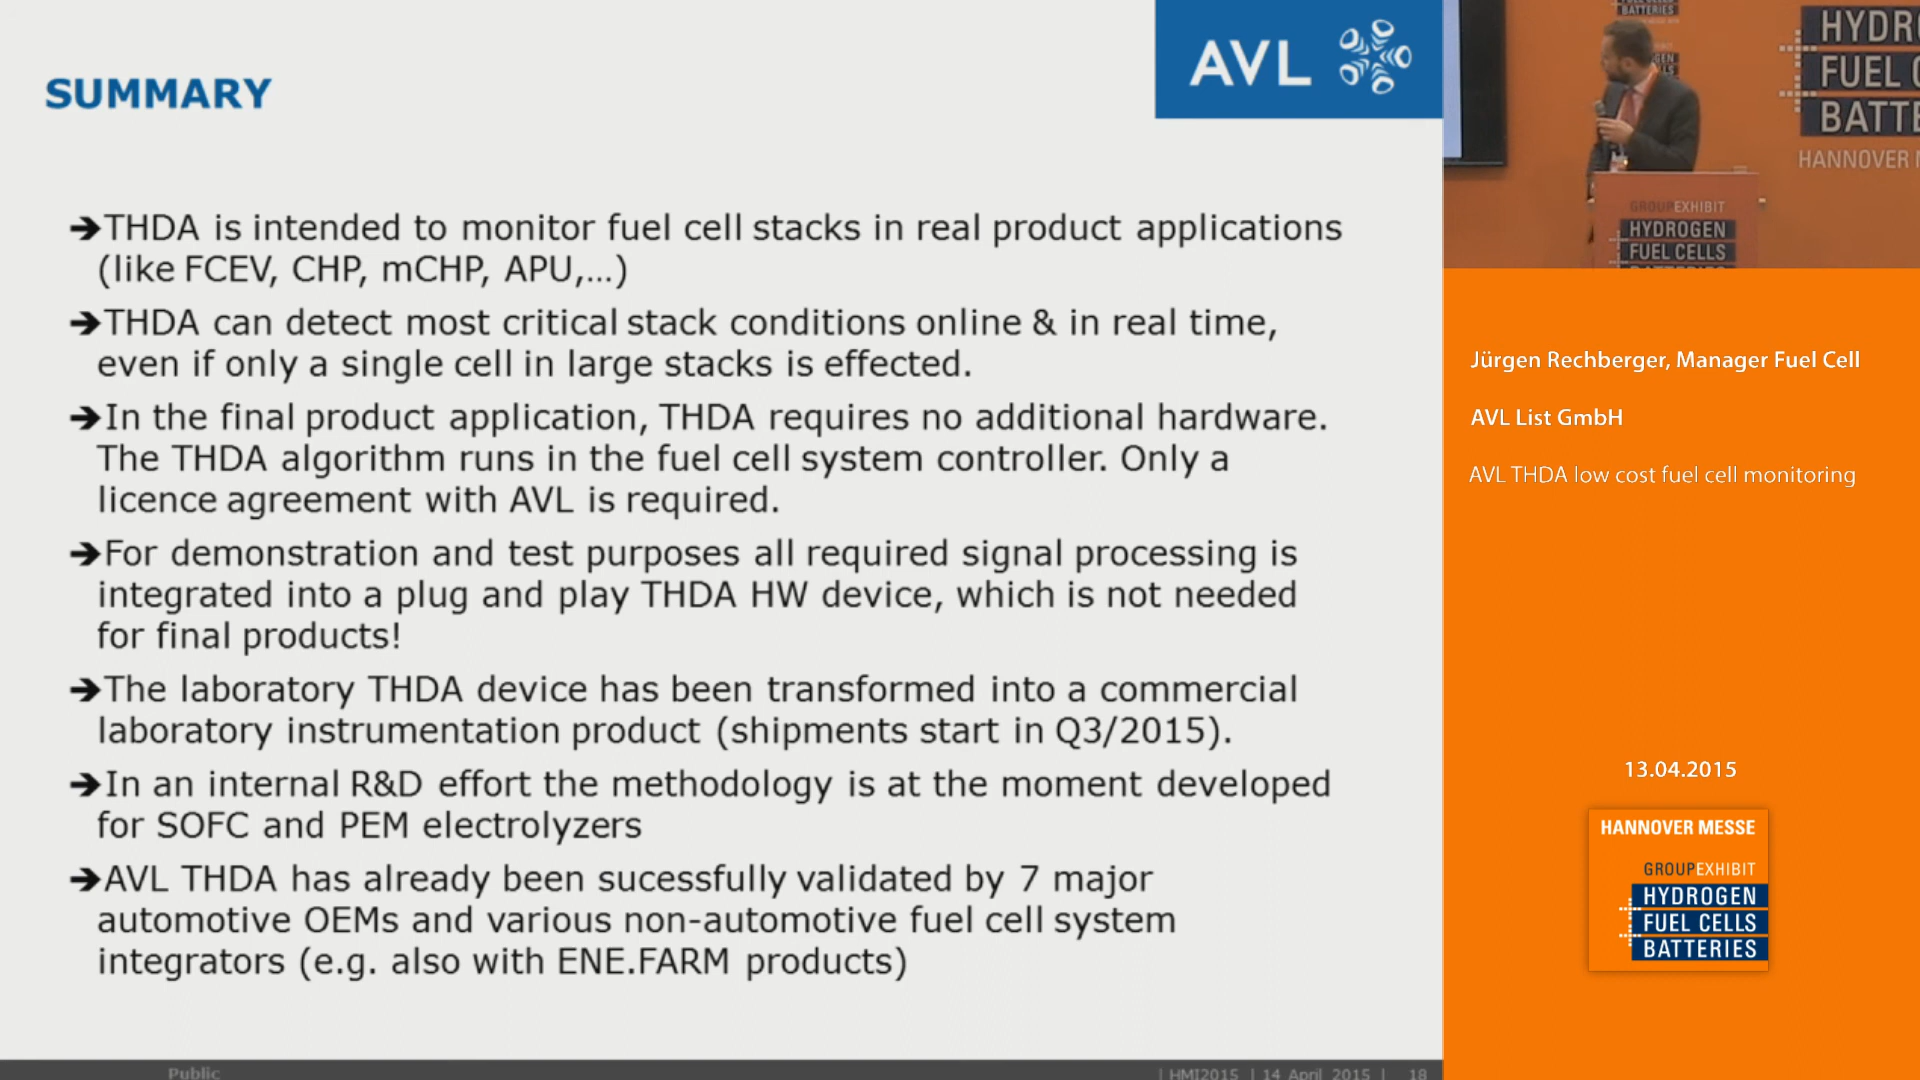 SUMMARY
AVL
➔THDA is intended to monitor fuel cell stacks in real product applications
(like FCEV, CHP, mCHP, APU,...)
➔THDA can detect most critical stack conditions online & in real time,
even if only a single cell in large stacks is effected.
➔In the final product application, THDA requires no additional hardware.
The THDA algorithm runs in the fuel cell system controller. Only a
licence agreement with AVL is required.
➔For demonstration and test purposes all required signal processing is
integrated into a plug and play THDA HW device, which is not needed
for final products!
➔The laboratory THDA device has been transformed into a commercial
laboratory instrumentation product (shipments start in Q3/2015).
➔In an internal R&D effort the methodology is at the moment developed
for SOFC and PEM electrolyzers
➔AVL THDA has already been sucessfully validated by 7 major
automotive OEMs and various non-automotive fuel cell system
integrators (e.g. also with ENE.FARM products)
Public
| HMI2015 | 14 April 2015 | 18
BATTERIES
HYDR
FUEL C
BATTE
HANNOVER
GROUPEXHIBIT
HYDROGEN
FUEL CELLS
Jürgen Rechberger, Manager Fuel Cell
AVL List GmbH
AVL THDA low cost fuel cell monitoring
13.04.2015
HANNOVER MESSE
GROUPEXHIBIT
HYDROGEN
FUEL CELLS
BATTERIES